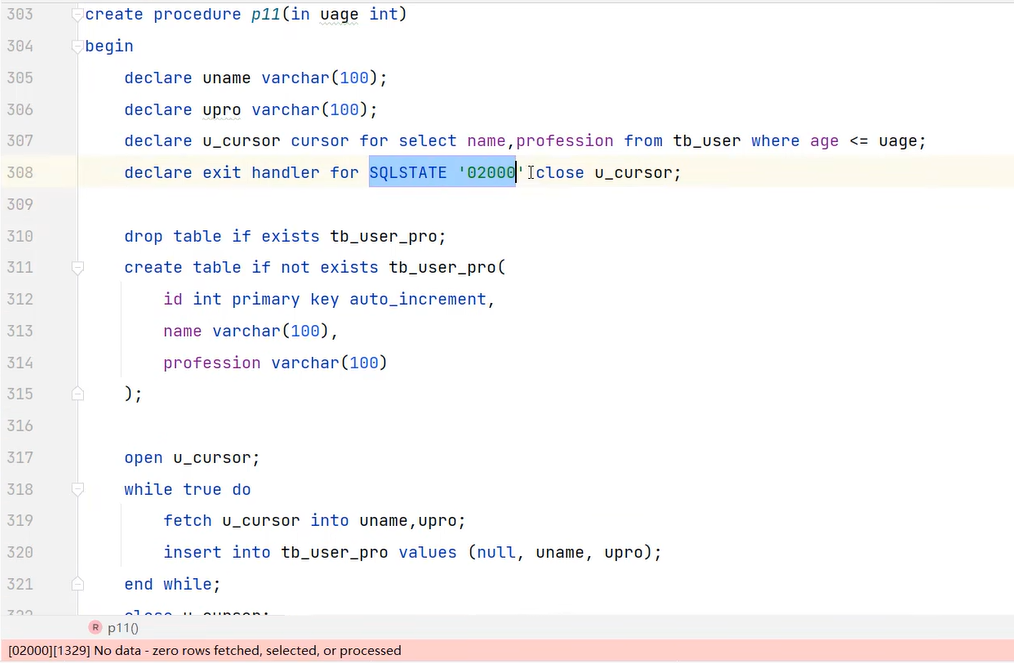 303 create procedure p11(in uage int)
304 begin
305 declare uname varchar(100);
306 declare upro varchar(100);
307 declare u_cursor cursor for select name,profession from tb_user where age <= uage;
308 declare exit handler for SQLSTATE '02000' close u_cursor;
309
310 drop table if exists tb_user_pro;
311 create table if not exists tb_user_pro(
312 id int primary key auto_increment,
313 name varchar(100),
314 profession varchar(100)
315 );
316
317 open u_cursor;
318 while true do
319 fetch u_cursor into uname,upro;
320 insert into tb_user_pro values (null, uname, upro);
321 end while;
322 close u_cursor;
R p11()
[02000][1329] No data - zero rows fetched, selected, or processed